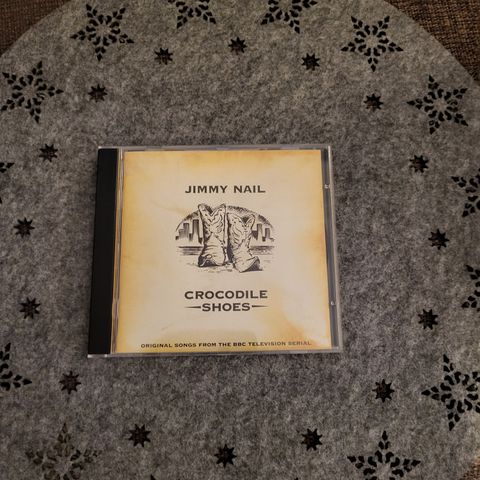 JIMMY NAIL
CROCODILE
SHOES
ORIGINAL SONGS FROM THE BBC TELEVISION SERIAL